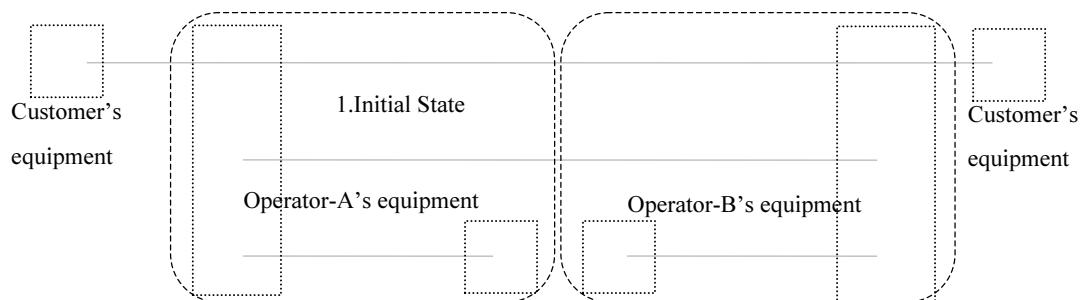 1.Initial State
Customer’s
equipment
Customer’s
equipment
Operator-A’s equipment
Operator-B’s equipment